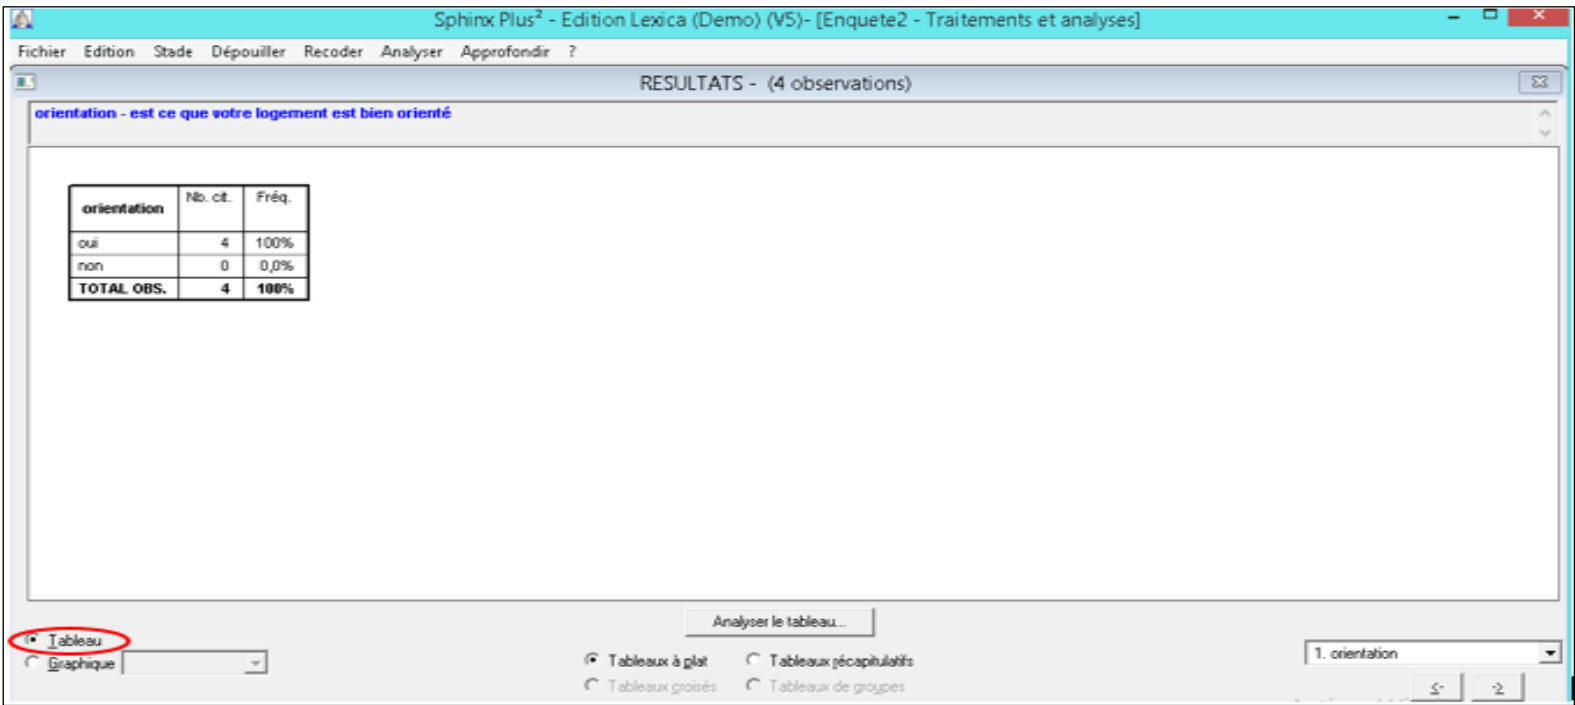 Sphinx Plus² - Edition Lexica (Demo) (V5)- [Enquete2 - Traitements et analyses]
Fichier Edition Stade Dépouiller Recoder Analyser Approfondir ?
RESULTATS - (4 observations)
orientation - est ce que votre logement est bien orienté
orientation Nb. cit. Fréq.
oui 4 100%
non 0 0,0%
TOTAL OBS. 4 100%
Analyser le tableau...
Tableau
Graphique
Tableaux à plat Tableaux récapitulatifs
Tableaux croisés Tableaux de groupes
1. orientation
<- ->